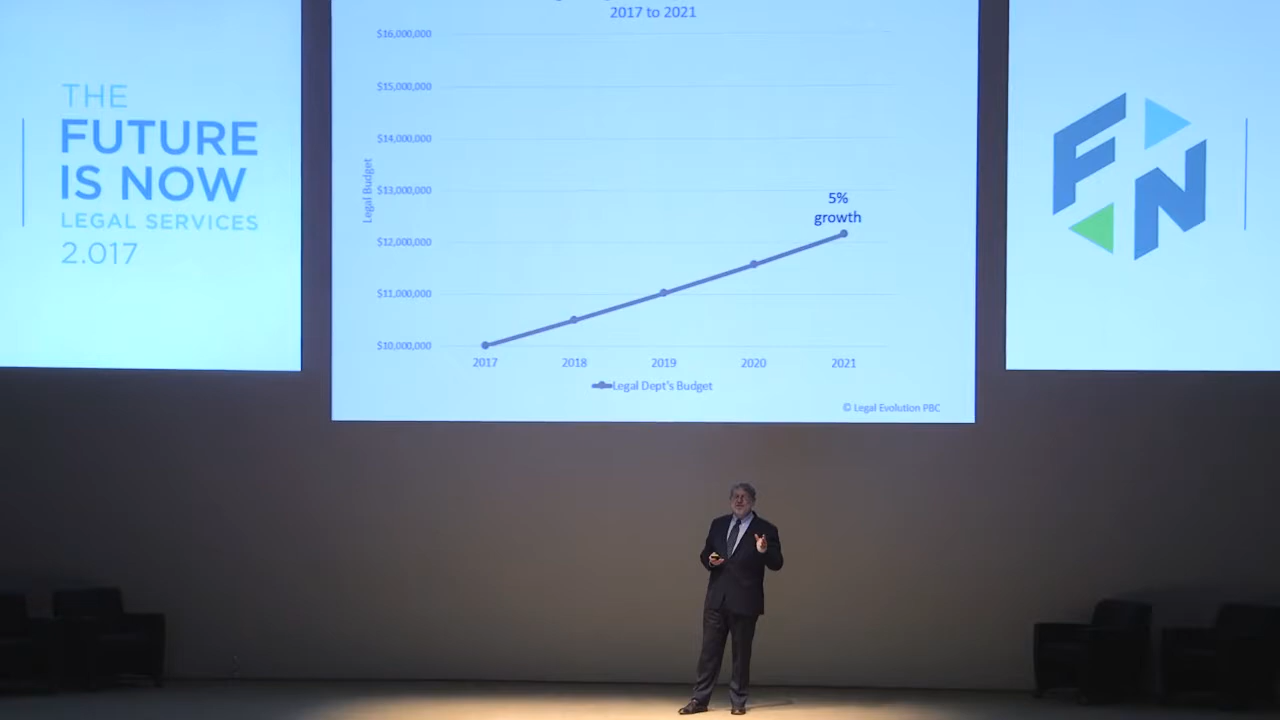 THE
FUTURE
IS NOW
LEGAL SERVICES
2.017
2017 to 2021
$16,000,000
$15,000,000
$14,000,000
$13,000,000
$12,000,000
$11,000,000
$10,000,000
Legal Budget
5%
growth
2017 2018 2019 2020 2021
Legal Dept's Budget
© Legal Evolution PBC
FN